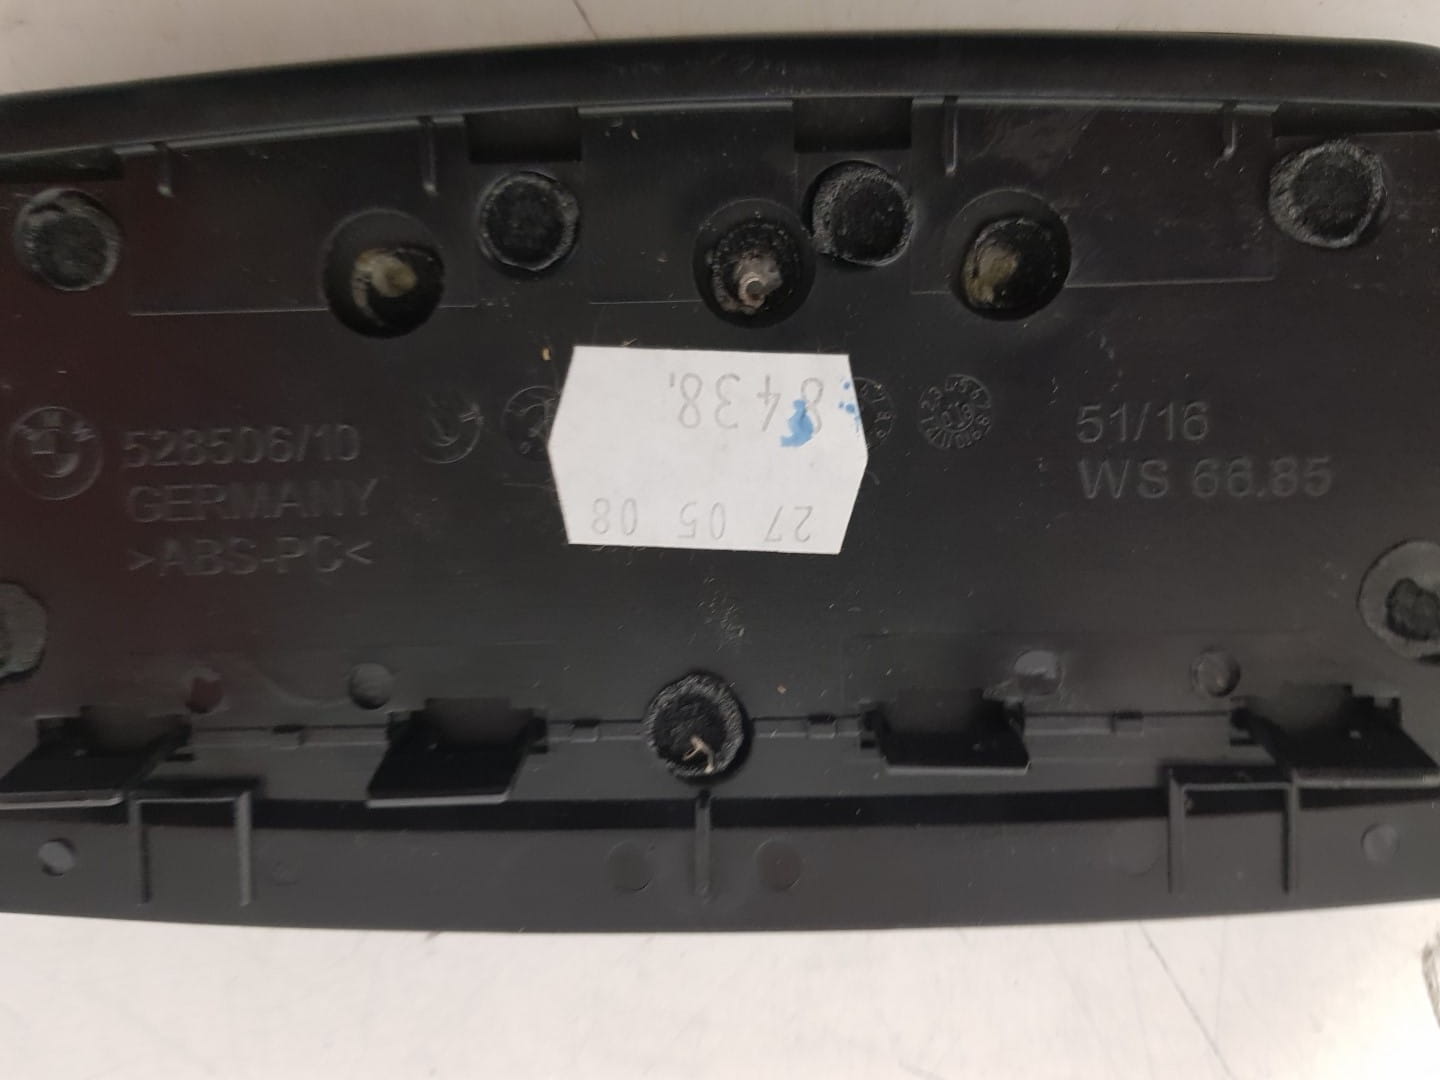 528506/10
GERMANY
>ABS-PC<
27 05 08
8438,
51/16
WS 66.85